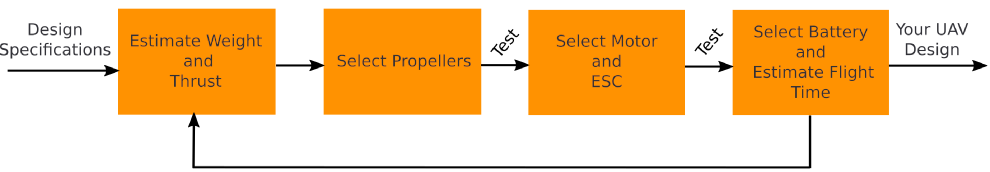 Design
Specifications
Estimate Weight
and
Thrust
Select Propellers
Test
Select Motor
and
ESC
Test
Select Battery
and
Estimate Flight
Time
Your UAV
Design